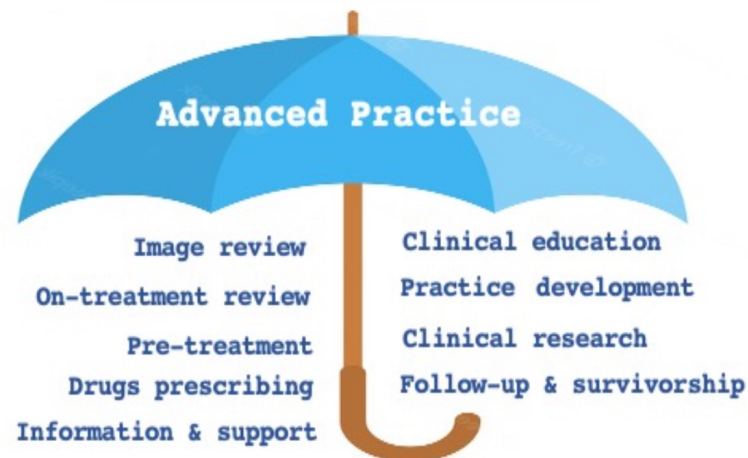 Advanced Practice
Image review
On-treatment review
Pre-treatment
Drugs prescribing
Information & support
Clinical education
Practice development
Clinical research
Follow-up & survivorship